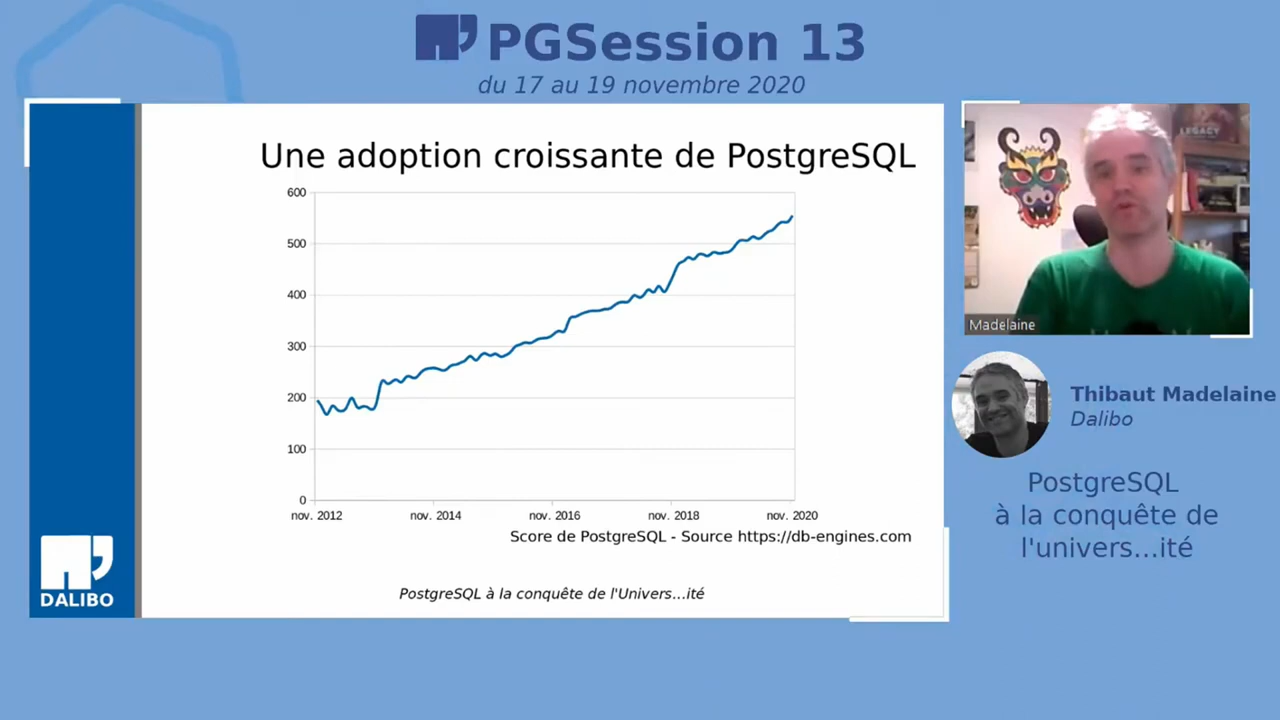 PGSession 13
du 17 au 19 novembre 2020
Une adoption croissante de PostgreSQL
600
500
400
300
200
100
0
nov. 2012
nov. 2014
nov. 2016
nov. 2018
nov. 2020
Score de PostgreSQL - Source https://db-engines.com
PostgreSQL à la conquête de l'Univers...ité
DALIBO
LEGACY
Madelaine
Thibaut Madelaine
Dalibo
PostgreSQL
à la conquête de
l'univers...ité